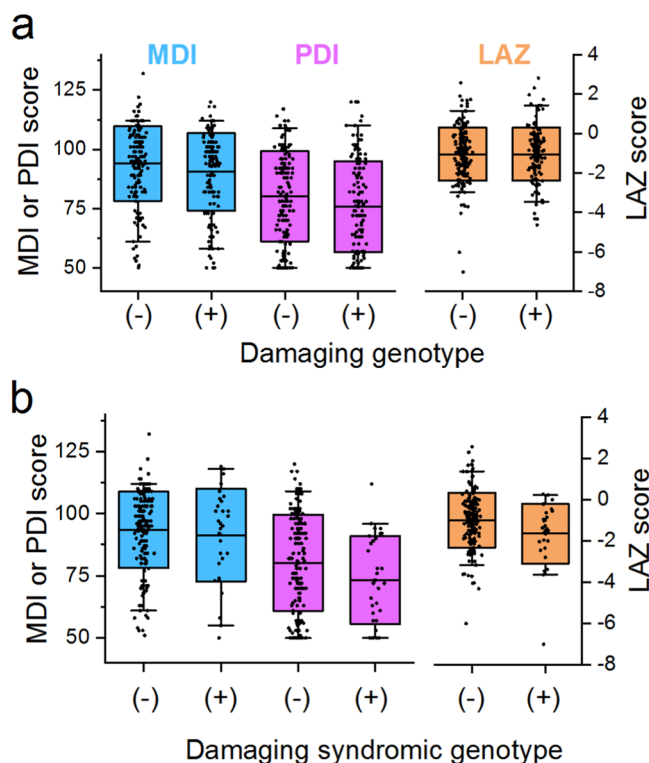 a
MDI PDI LAZ
MDI or PDI score
125
100
75
50
4
2
0
-2
-4
-6
-8
LAZ score
(-) (+) (-) (+) (-) (+)
Damaging genotype
b
MDI or PDI score
125
100
75
50
4
2
0
-2
-4
-6
-8
LAZ score
(-) (+) (-) (+) (-) (+)
Damaging syndromic genotype